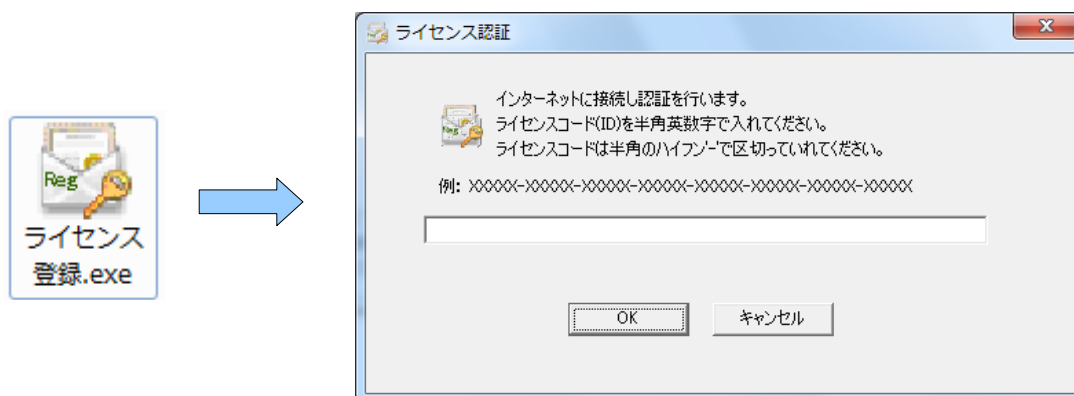 Reg
ライセンス
登録.exe
ライセンス認証
インターネットに接続し認証を行います。
Reg
ライセンスコード(ID)を半角英数字で入れてください。
ライセンスコードは半角のハイフン'-'で区切っていれてください。
例: XXXXX-XXXXX-XXXXX-XXXXX-XXXXX-XXXXX-XXXXX-XXXXX
OK
キャンセル